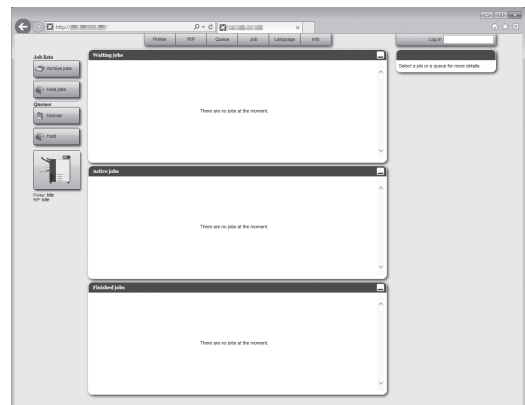 http://
Printer RIP Queue Job Language Info
Log in
Job lists
Archive jobs
Hold jobs
Queues
Normal
Hold
Printer: Idle
RIP: Idle
Waiting jobs
There are no jobs at the moment.
Active jobs
There are no jobs at the moment.
Finished jobs
There are no jobs at the moment.
Select a job or a queue for more details.